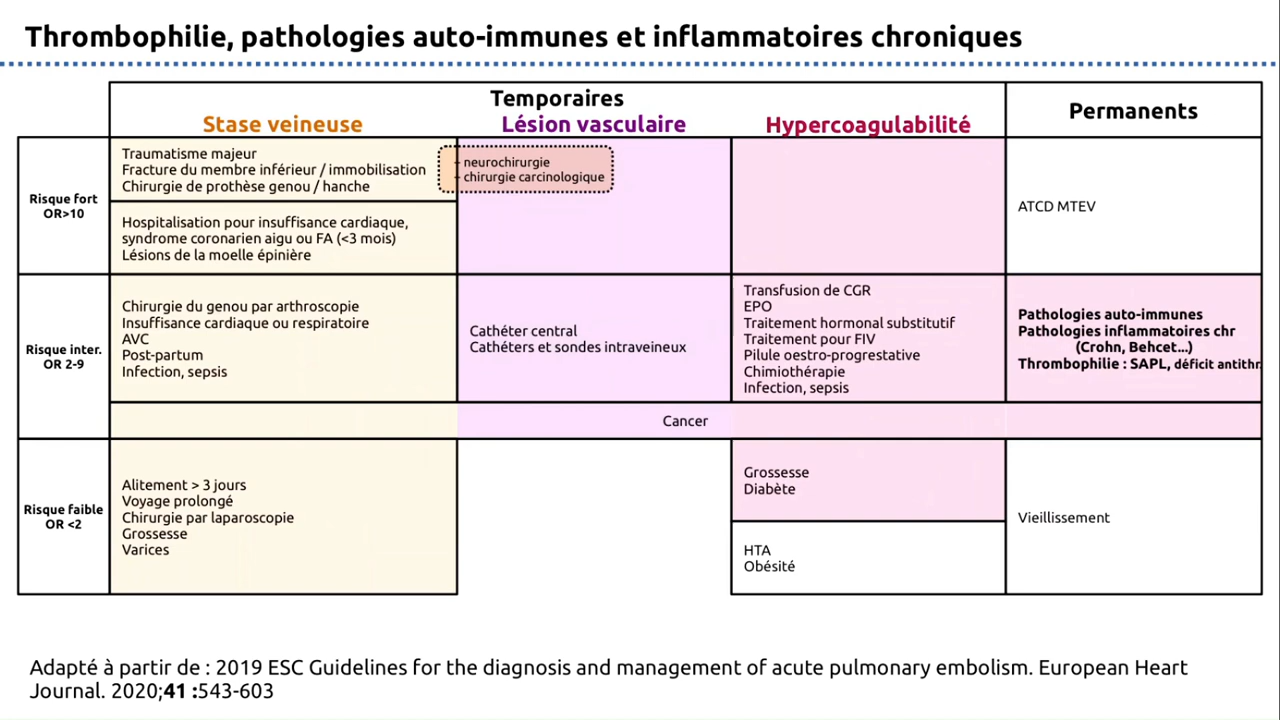 Thrombophilie, pathologies auto-immunes et inflammatoires chroniques
Temporaires
Stase veineuse
Lésion vasculaire
Hypercoagulabilité
Permanents
Risque fort
OR>10
Traumatisme majeur
Fracture du membre inférieur / immobilisation
Chirurgie de prothèse genou / hanche
- neurochirurgie
- chirurgie carcinologique
Hospitalisation pour insuffisance cardiaque,
syndrome coronarien aigu ou FA (<3 mois)
Lésions de la moelle épinière
ATCD MTEV
Risque inter.
OR 2-9
Chirurgie du genou par arthroscopie
Insuffisance cardiaque ou respiratoire
AVC
Post-partum
Infection, sepsis
Cathéter central
Cathéters et sondes intraveineux
Transfusion de CGR
EPO
Traitement hormonal substitutif
Traitement pour FIV
Pilule oestro-progestative
Chimiothérapie
Infection, sepsis
Pathologies auto-immunes
Pathologies inflammatoires chr
(Crohn, Behcet...)
Thrombophilie : SAPL, déficit antithr.
Cancer
Risque faible
OR <2
Alitement > 3 jours
Voyage prolongé
Chirurgie par laparoscopie
Grossesse
Varices
Grossesse
Diabète
HTA
Obésité
Vieillissement
Adapté à partir de : 2019 ESC Guidelines for the diagnosis and management of acute pulmonary embolism. European Heart
Journal. 2020;41 :543-603